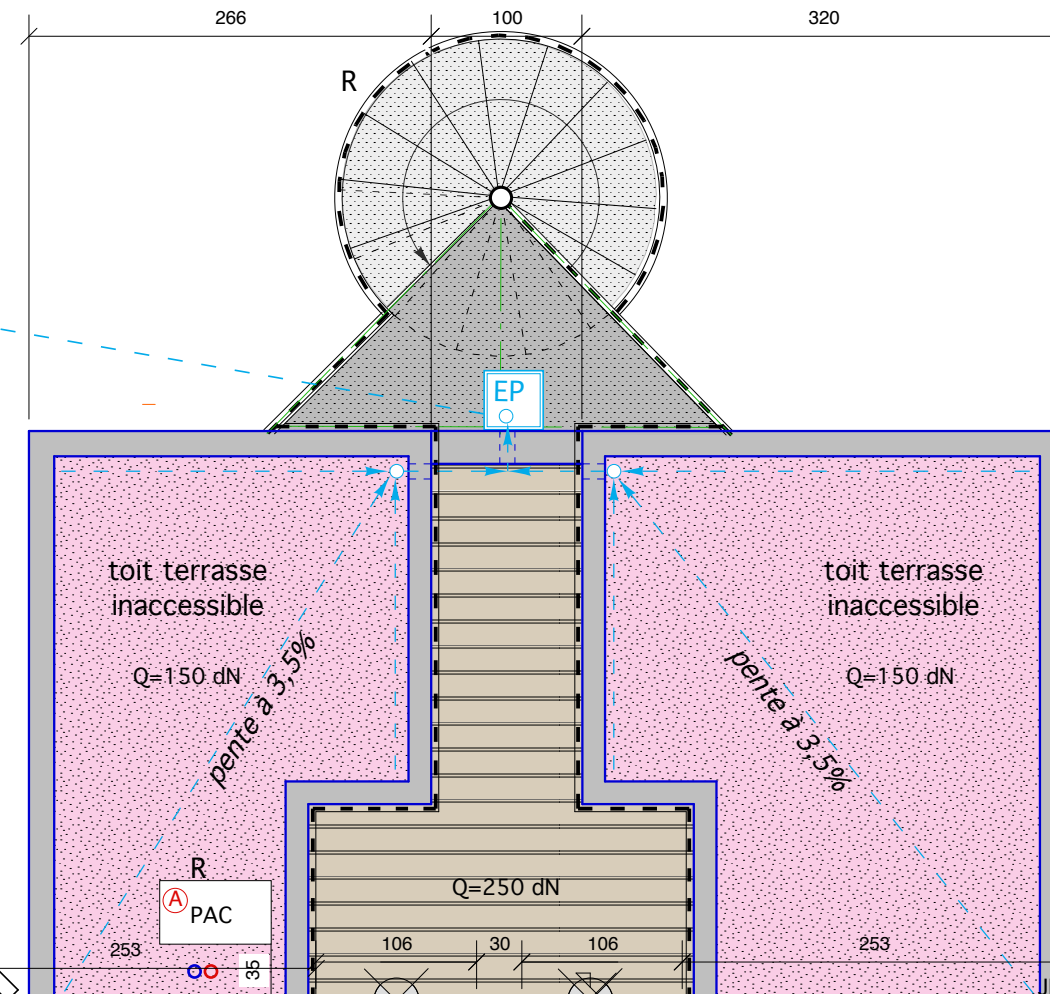 266
100
320
R
EP
toit terrasse
inaccessible
toit terrasse
inaccessible
Q=150 dN
Q=150 dN
pente à 3,5%
pente à 3,5%
R
A
PAC
Q=250 dN
253
106
30
106
253
35